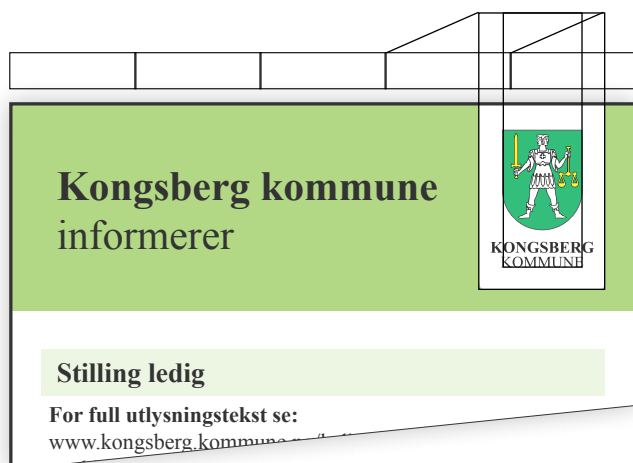 Kongsberg kommune
informerer
KONGSBERG
KOMMUNE
Stilling ledig
For full utlysningstekst se: